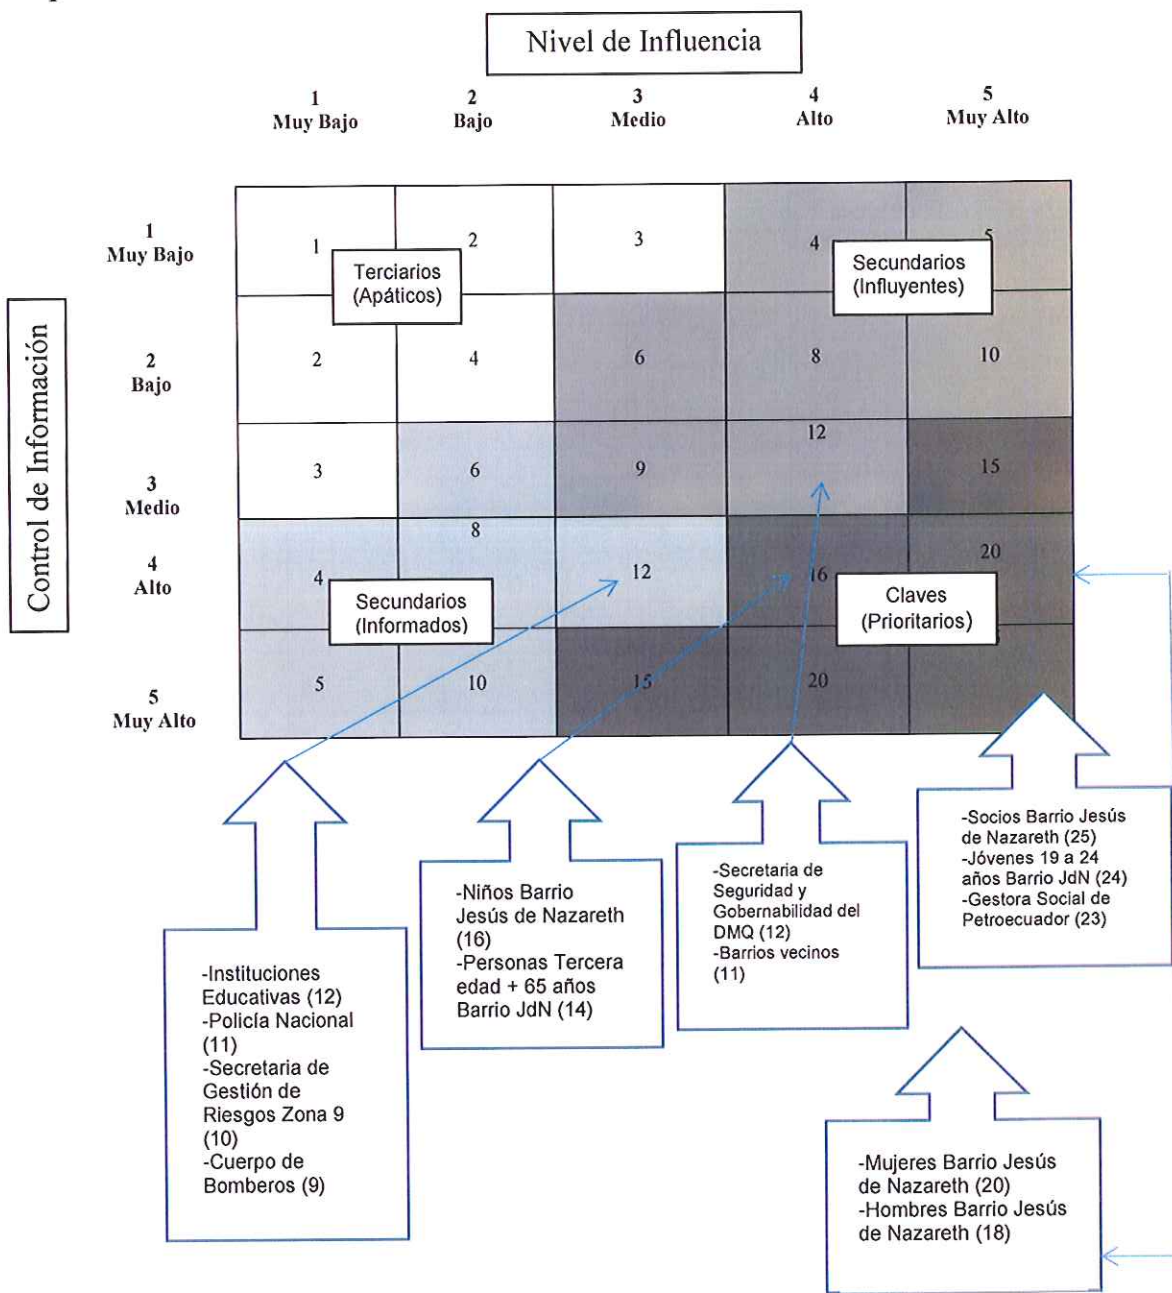 Nivel de Influencia
1 2 3 4 5
Muy Bajo Bajo Medio Alto Muy Alto
Control de Información
1
Muy Bajo
1 2 3 4 5
Terciarios
(Apáticos)
Secundarios
(Influyentes)
2
Bajo
2 4 6 8 10
3
Medio
3 6 9 12 15
4
Alto
4 8 12 16 20
Secundarios
(Informados)
Claves
(Prioritarios)
5
Muy Alto
5 10 15 20
-Instituciones
Educativas (12)
-Policía Nacional
(11)
-Secretaria de
Gestión de
Riesgos Zona 9
(10)
-Cuerpo de
Bomberos (9)
-Niños Barrio
Jesús de Nazareth
(16)
-Personas Tercera
edad + 65 años
Barrio JdN (14)
-Secretaria de
Seguridad y
Gobernabilidad del
DMQ (12)
-Barrios vecinos
(11)
-Socios Barrio Jesús
de Nazareth (25)
-Jóvenes 19 a 24
años Barrio JdN (24)
-Gestora Social de
Petroecuador (23)
-Mujeres Barrio Jesús
de Nazareth (20)
-Hombres Barrio Jesús
de Nazareth (18)